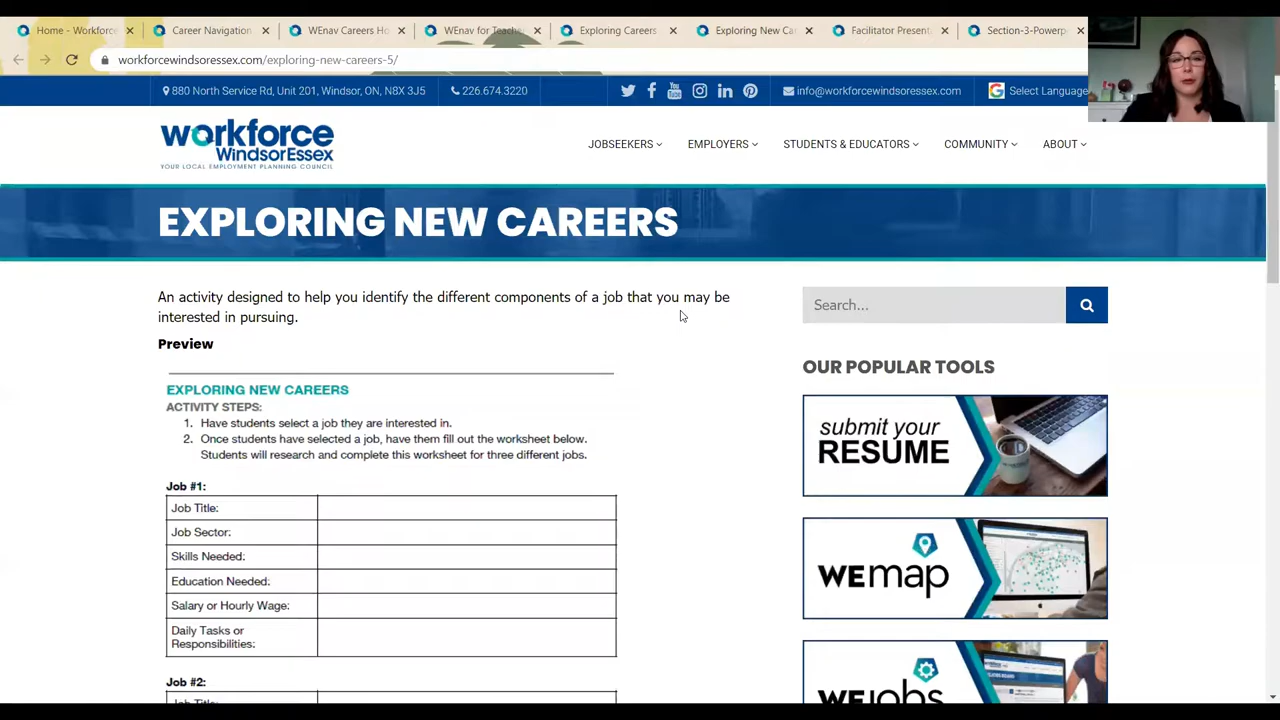 Home - Workforce
Career Navigation
WEnav Careers Ho
WEnav for Teache
Exploring Careers
Exploring New Ca
Facilitator Present
Section-3-Powerp
workforcewindsoressex.com/exploring-new-careers-5/
880 North Service Rd, Unit 201, Windsor, ON, N8X 3J5
226.674.3220
info@workforcewindsoressex.com
Select Language
workforce
WindsorEssex
YOUR LOCAL EMPLOYMENT PLANNING COUNCIL
JOBSEEKERS
EMPLOYERS
STUDENTS & EDUCATORS
COMMUNITY
ABOUT
EXPLORING NEW CAREERS
An activity designed to help you identify the different components of a job that you may be
interested in pursuing.
Preview
EXPLORING NEW CAREERS
ACTIVITY STEPS:
1. Have students select a job they are interested in.
2. Once students have selected a job, have them fill out the worksheet below.
Students will research and complete this worksheet for three different jobs.
Job #1:
Job Title:
Job Sector:
Skills Needed:
Education Needed:
Salary or Hourly Wage:
Daily Tasks or
Responsibilities:
Job #2:
Job Title:
Search...
OUR POPULAR TOOLS
submit your
RESUME
WEmap
WEjobs